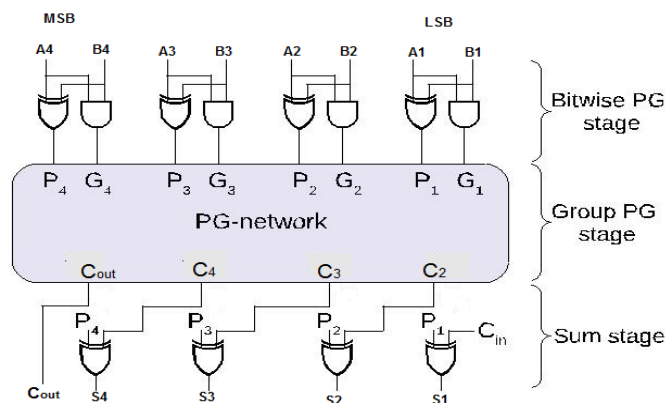 MSB LSB
A4 B4 A3 B3 A2 B2 A1 B1
Bitwise PG
stage
P4 G4 P3 G3 P2 G2 P1 G1
PG-network
Group PG
stage
Cout C4 C3 C2
P4 P3 P2 P1 Cin
Sum stage
Cout S4 S3 S2 S1